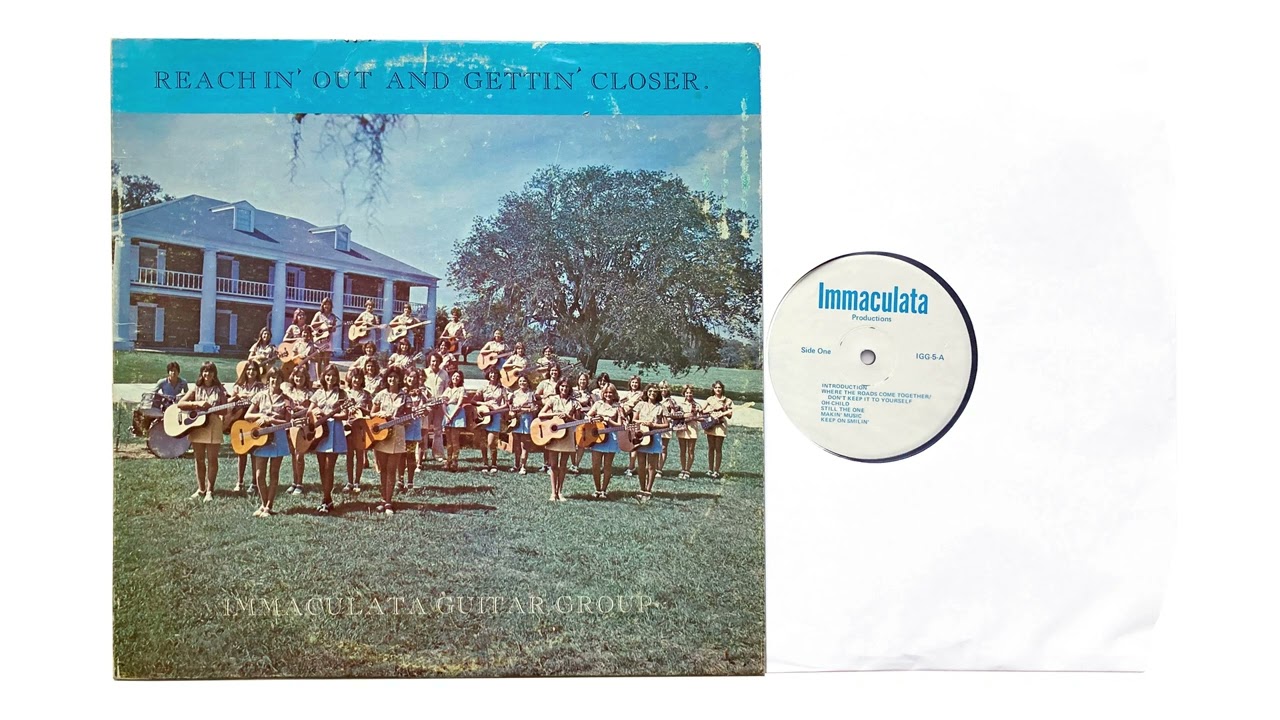 REACHIN' OUT AND GETTIN' CLOSER.
IMMACULATA GUITAR GROUP
Immaculata
Productions
Side One
IGG-5-A
INTRODUCTION
WHERE THE ROADS COME TOGETHER/
DON'T KEEP IT TO YOURSELF
OH CHILD
STILL THE ONE
MAKIN' MUSIC
KEEP ON SMILIN'